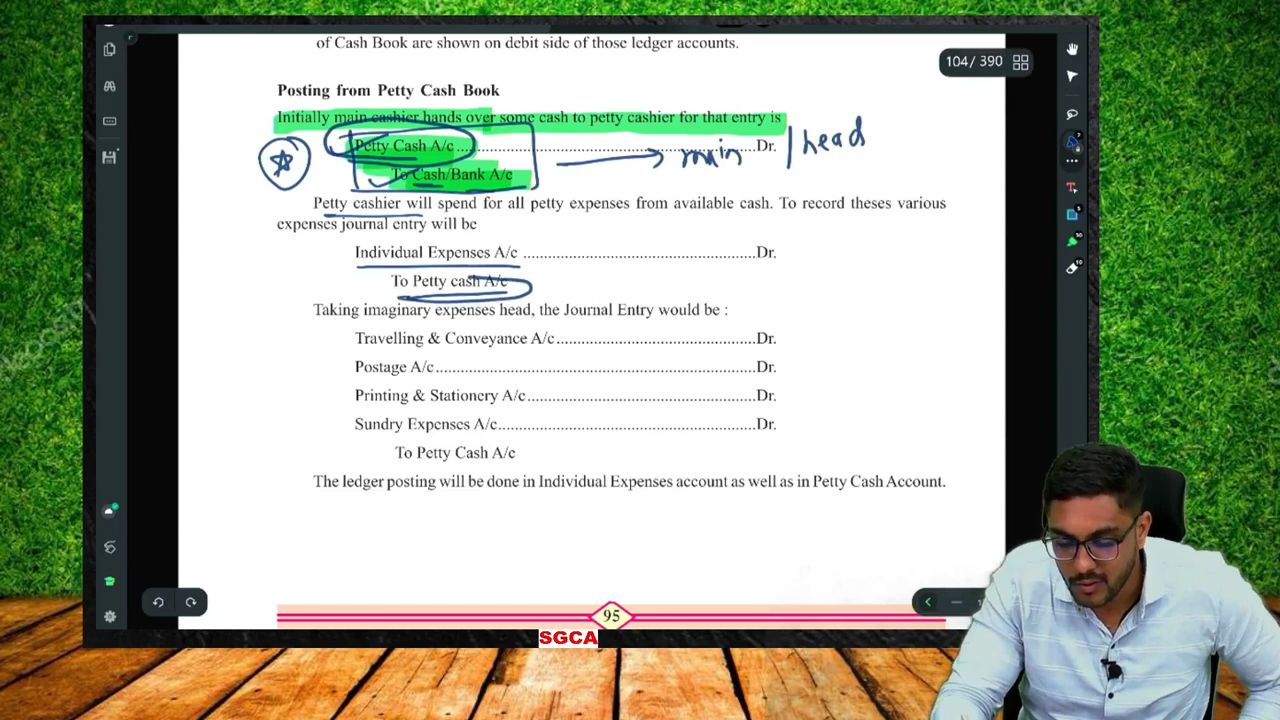 of Cash Book are shown on debit side of those ledger accounts.
104/ 390
Posting from Petty Cash Book
Initially main cashier hands over some cash to petty cashier for that entry is
Petty Cash A/c.............................................................................Dr.
main / head
To Cash/Bank A/c
Petty cashier will spend for all petty expenses from available cash. To record theses various
expenses journal entry will be
Individual Expenses A/c ..........................................................Dr.
To Petty cash A/c
Taking imaginary expenses head, the Journal Entry would be :
Travelling & Conveyance A/c..................................................Dr.
Postage A/c................................................................................Dr.
Printing & Stationery A/c.........................................................Dr.
Sundry Expenses A/c................................................................Dr.
To Petty Cash A/c
The ledger posting will be done in Individual Expenses account as well as in Petty Cash Account.
95
SGCA